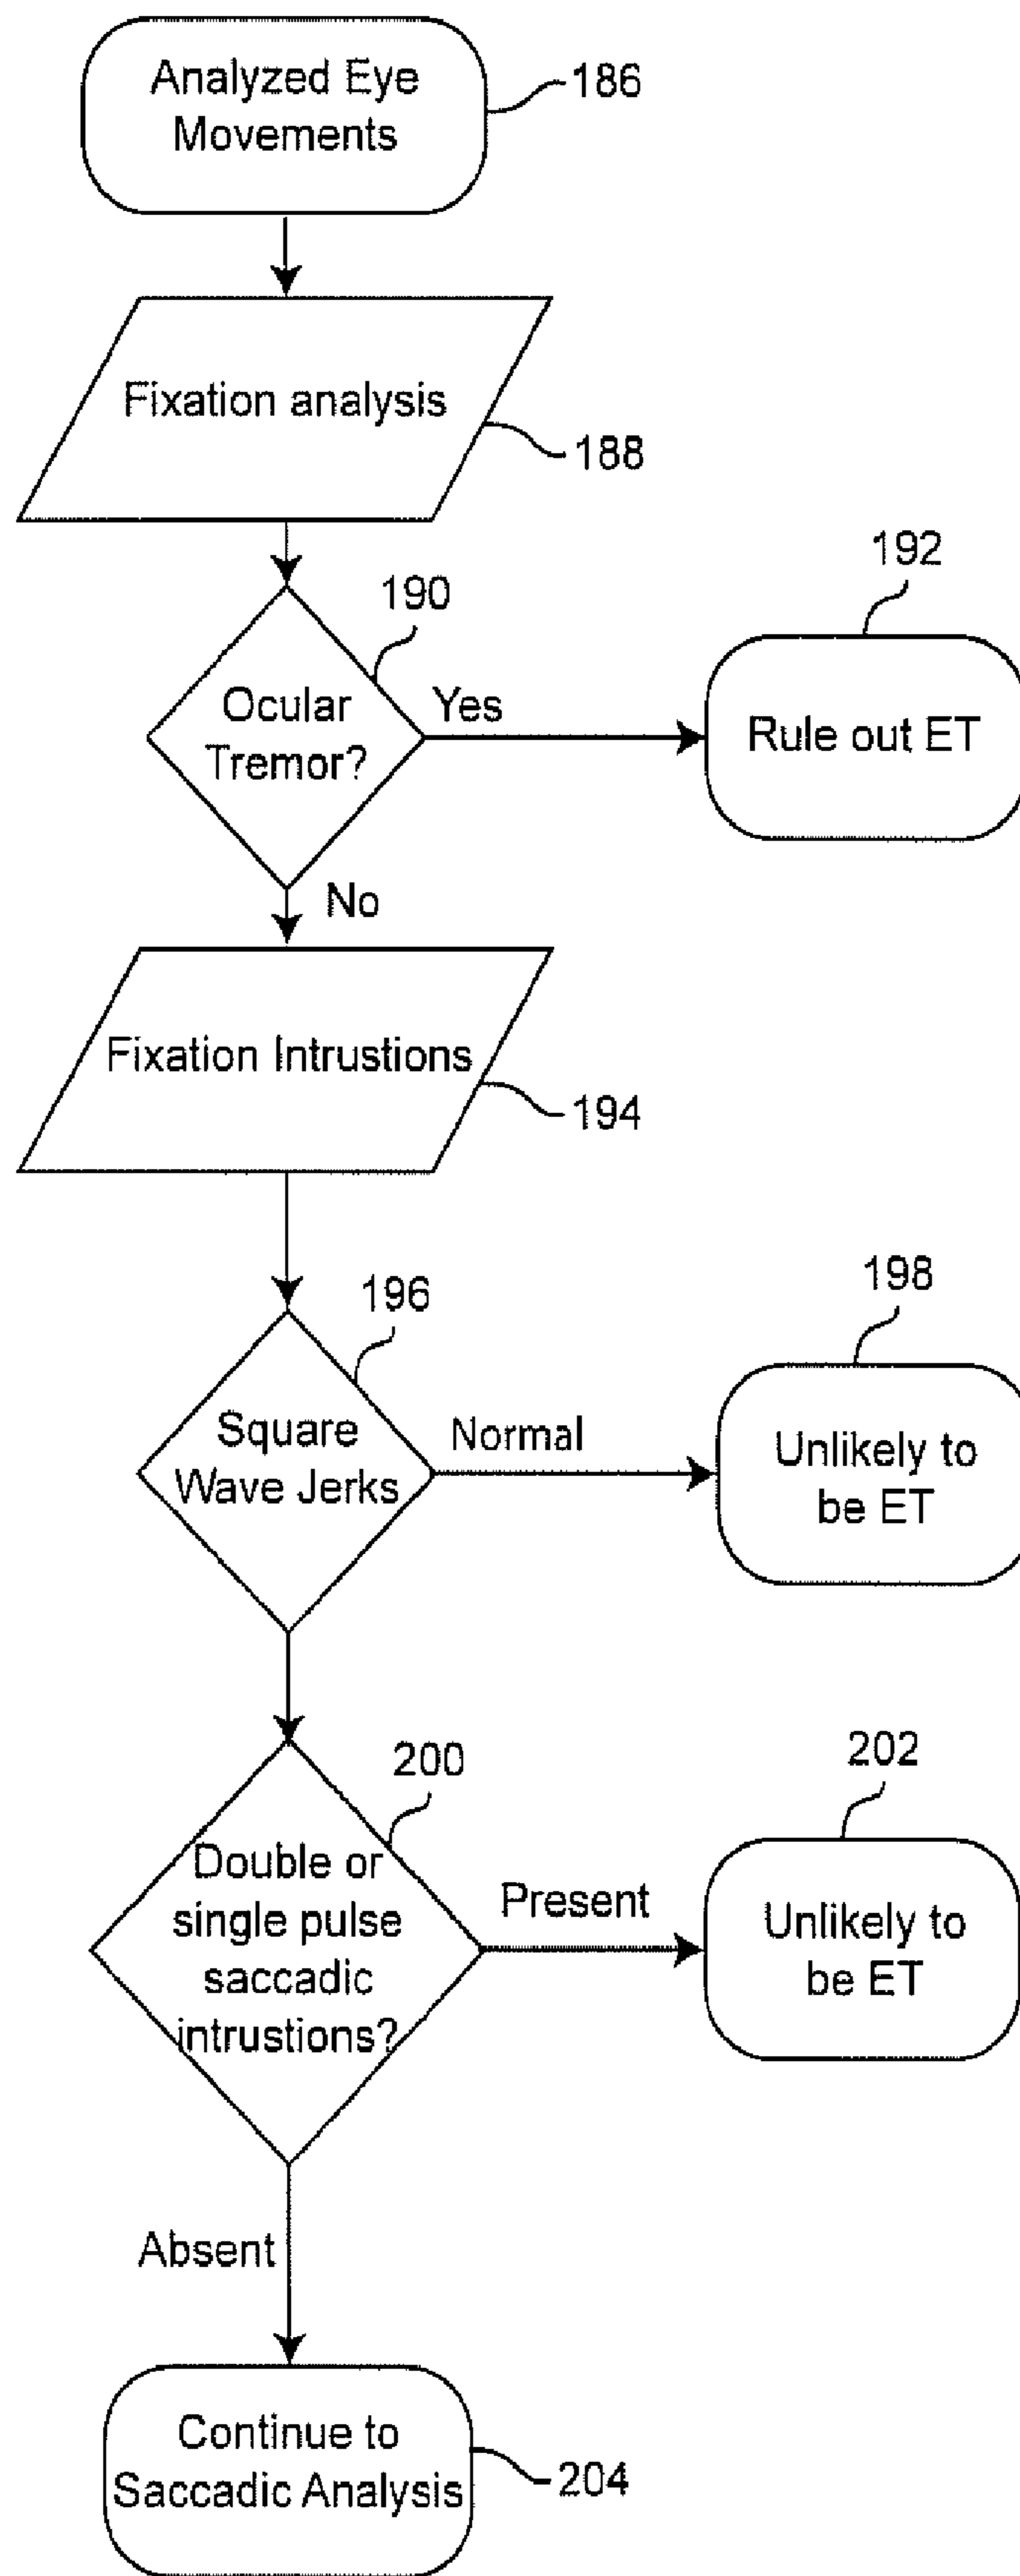 Analyzed Eye
Movements
186
Fixation analysis
188
190
192
Ocular
Tremor?
Yes
Rule out ET
No
Fixation Intrustions
194
196
198
Square
Wave Jerks
Normal
Unlikely to
be ET
200
202
Double or
single pulse
saccadic
intrustions?
Present
Unlikely to
be ET
Absent
Continue to
Saccadic Analysis
204